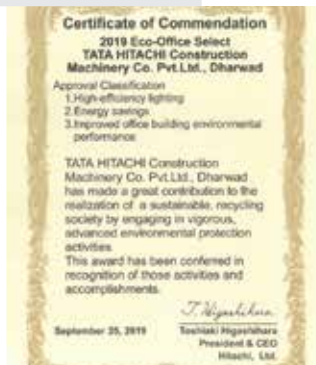 Certificate of Commendation
2019 Eco-Office Select
TATA HITACHI Construction
Machinery Co. Pvt.Ltd., Dharwad
Approval Classification
1.High-efficiency lighting
2.Energy savings
3.Improved office building environmental
performance
TATA HITACHI Construction
Machinery Co. Pvt.Ltd., Dharwad
has made a great contribution to the
realization of a sustainable, recycling
society by engaging in vigorous,
advanced environmental protection
activities.
This award has been conferred in
recognition of those activities and
accomplishments.
T. Higashihara
September 25, 2019
Toshiaki Higashihara
President & CEO
Hitachi, Ltd.